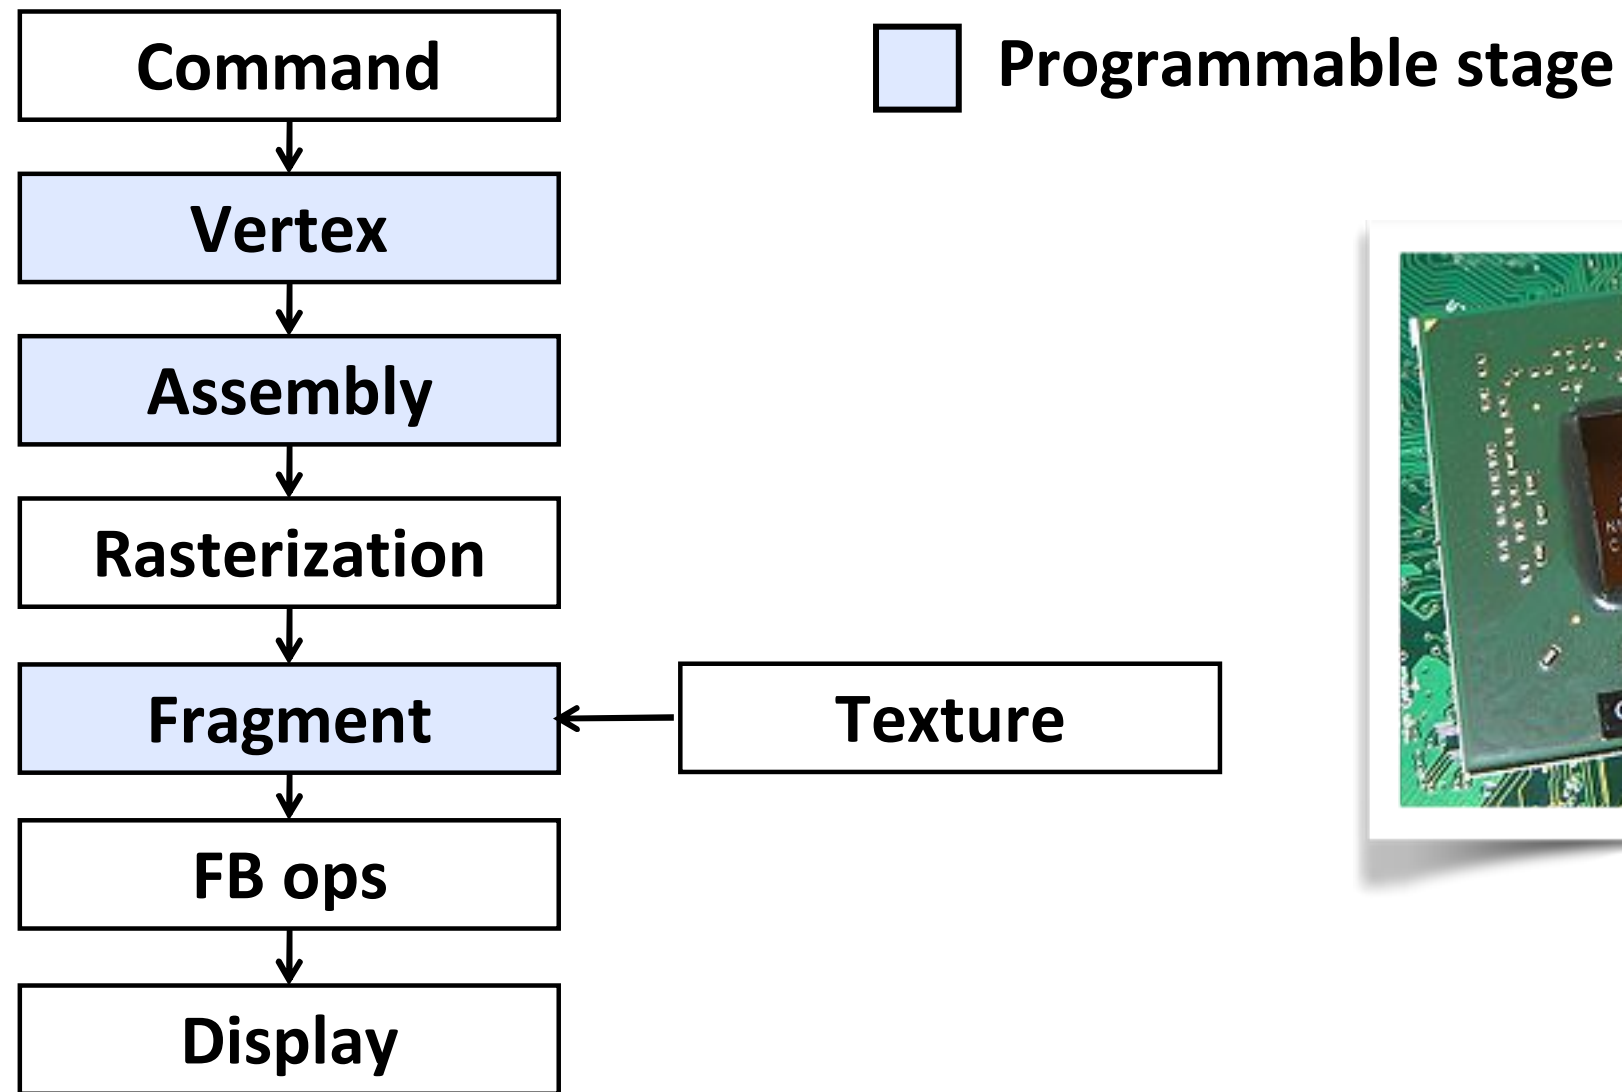 Command
Programmable stage
Vertex
Assembly
Rasterization
Fragment
Texture
FB ops
Display